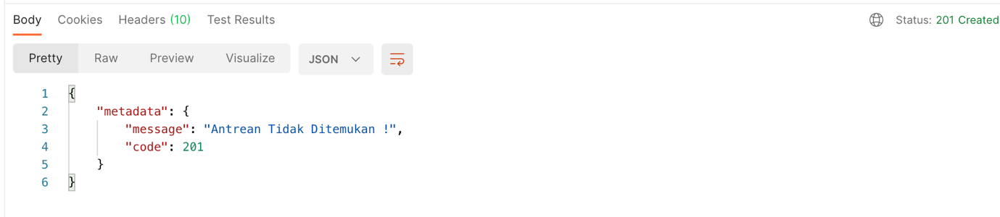 Body Cookies Headers (10) Test Results Status: 201 Created
Pretty Raw Preview Visualize JSON
1 {
2 "metadata": {
3 "message": "Antrean Tidak Ditemukan !",
4 "code": 201
5 }
6 }